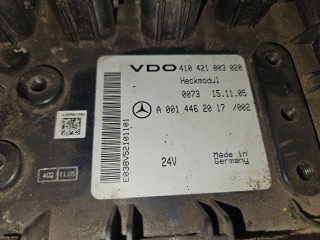 VDO 410 421 003 020
Heckmodul
0073 15.11.05
A 001 446 20 17 /002
E038V52101101
24V
Made in
Germany
402 11.05